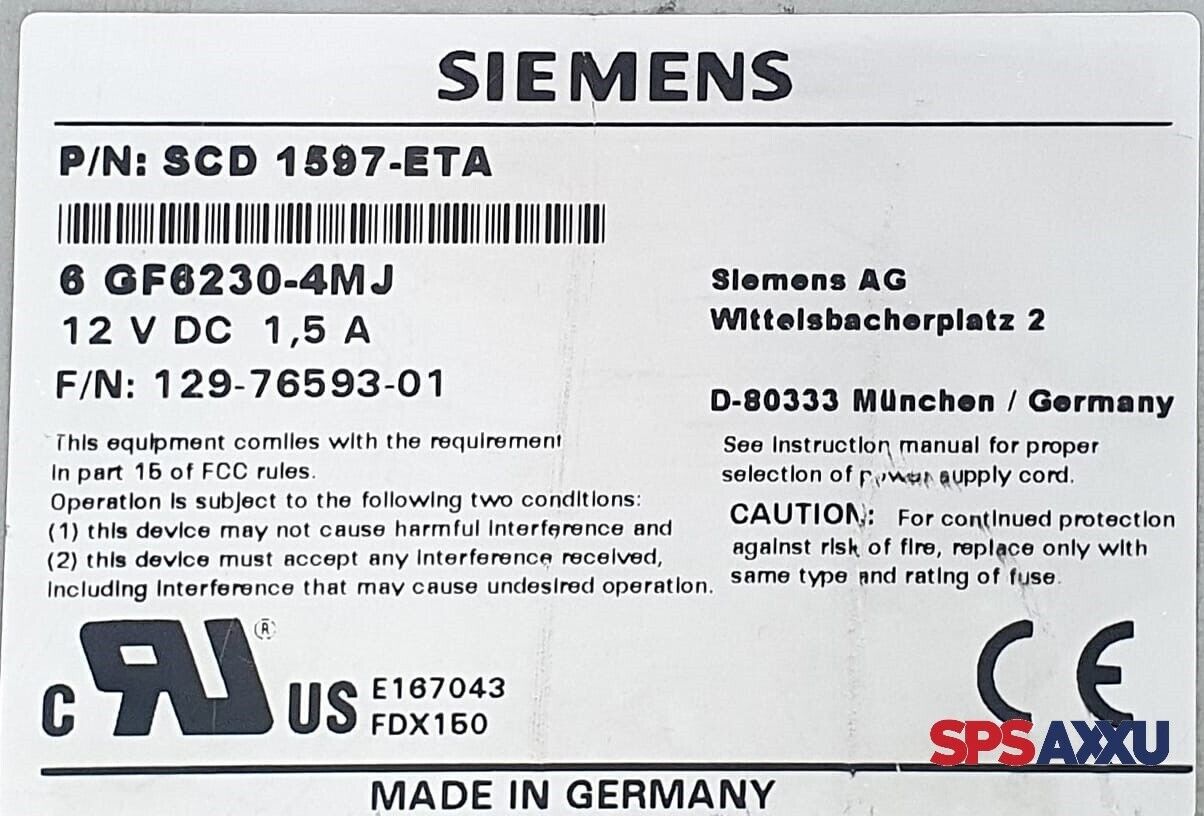 SIEMENS
P/N: SCD 1597-ETA
6 GF6230-4MJ
12 V DC 1,5 A
F/N: 129-76593-01
Siemens AG
Wittelsbacherplatz 2
D-80333 München / Germany
This equipment comlies with the requirement
in part 15 of FCC rules.
Operation is subject to the following two conditions:
(1) this device may not cause harmful interference and
(2) this device must accept any interference received,
including interference that may cause undesired operation.
See instruction manual for proper
selection of power supply cord.
CAUTION: For continued protection
against risk of fire, replace only with
same type and rating of fuse.
C RU ® US
E167043
FDX150
CE
SPSAXXU
MADE IN GERMANY